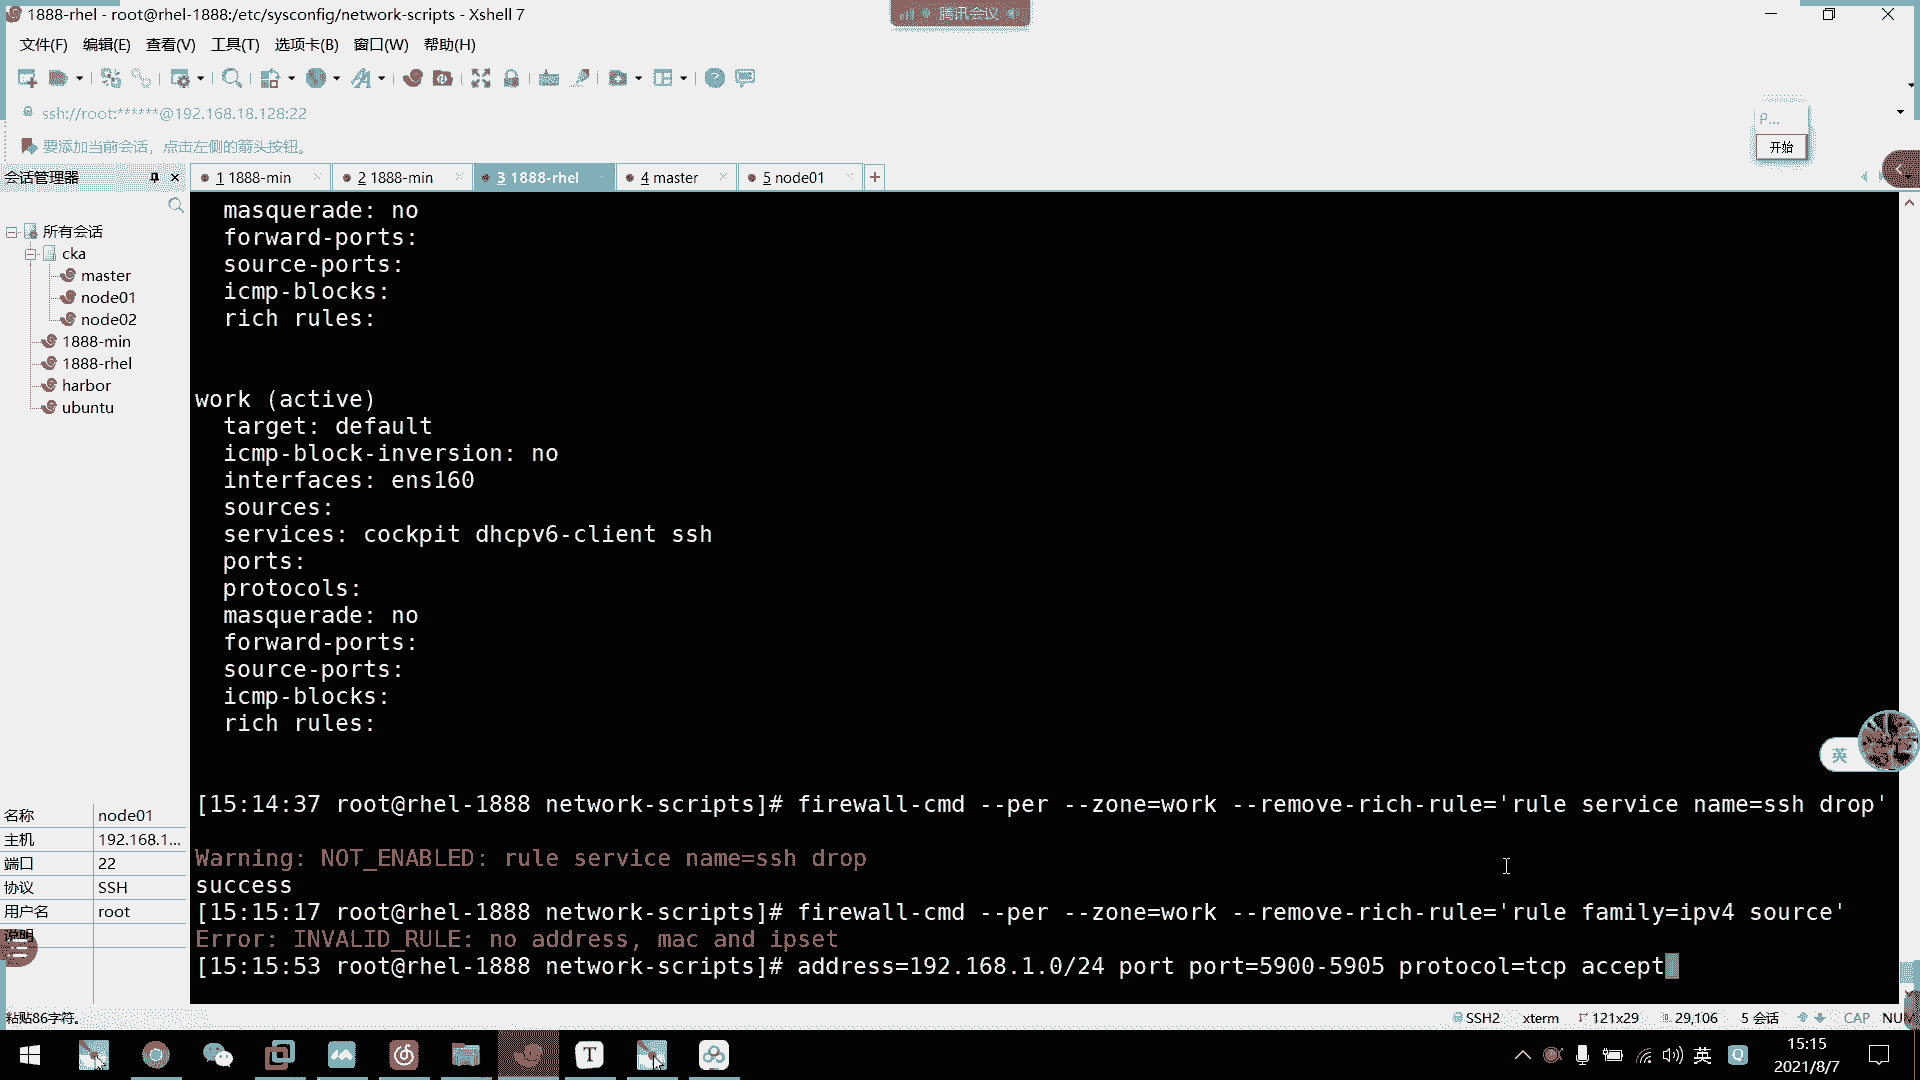 1888-rhel - root@rhel-1888:/etc/sysconfig/network-scripts - Xshell 7
腾讯会议
文件(F) 编辑(E) 查看(V) 工具(T) 选项卡(B) 窗口(W) 帮助(H)
ssh://root:******@192.168.18.128:22
要添加当前会话，点击左侧的箭头按钮。
P...
开始
会话管理器
1 1888-min
2 1888-min
3 1888-rhel
4 master
5 node01
所有会话
cka
master
node01
node02
1888-min
1888-rhel
harbor
ubuntu
masquerade: no
forward-ports:
source-ports:
icmp-blocks:
rich rules:
work (active)
target: default
icmp-block-inversion: no
interfaces: ens160
sources:
services: cockpit dhcpv6-client ssh
ports:
protocols:
masquerade: no
forward-ports:
source-ports:
icmp-blocks:
rich rules:
[15:14:37 root@rhel-1888 network-scripts]# firewall-cmd --per --zone=work --remove-rich-rule='rule service name=ssh drop'
Warning: NOT_ENABLED: rule service name=ssh drop
success
[15:15:17 root@rhel-1888 network-scripts]# firewall-cmd --per --zone=work --remove-rich-rule='rule family=ipv4 source'
Error: INVALID_RULE: no address, mac and ipset
[15:15:53 root@rhel-1888 network-scripts]# address=192.168.1.0/24 port port=5900-5905 protocol=tcp accept
英
名称 node01
主机 192.168.1...
端口 22
协议 SSH
用户名 root
说明
粘贴86字符。
SSH2 xterm 121x29 29,106 5 会话 CAP NUM
T
英
Q
15:15
2021/8/7